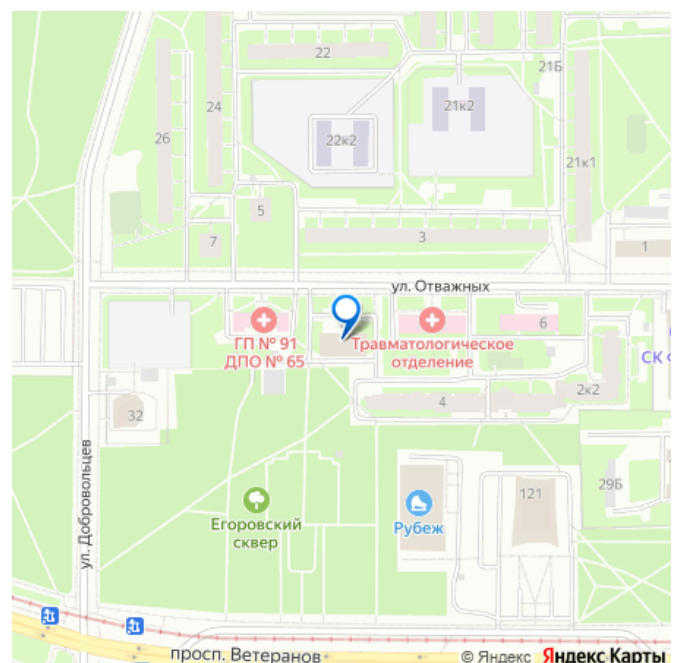 22
21Б
24
21к2
26
22к2
21к1
5
7
3
1
ул. Отважных
6
ГП № 91
ДПО № 65
Травматологическое
отделение
СК
2к2
4
32
ул. Добровольцев
29Б
121
Егоровский
сквер
Рубеж
просп. Ветеранов
© Яндекс Яндекс Карты